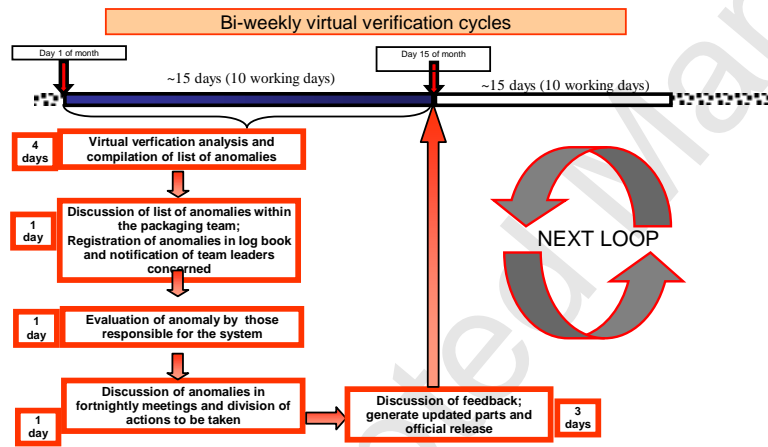 Bi-weekly virtual verification cycles
Day 1 of month
Day 15 of month
~15 days (10 working days)
~15 days (10 working days)
4
days
Virtual verfication analysis and
compilation of list of anomalies
1
day
Discussion of list of anomalies within
the packaging team;
Registration of anomalies in log book
and notification of team leaders
concerned
NEXT LOOP
1
day
Evaluation of anomaly by those
responsible for the system
1
day
Discussion of anomalies in
fortnightly meetings and division of
actions to be taken
Discussion of feedback;
generate updated parts and
official release
3
days